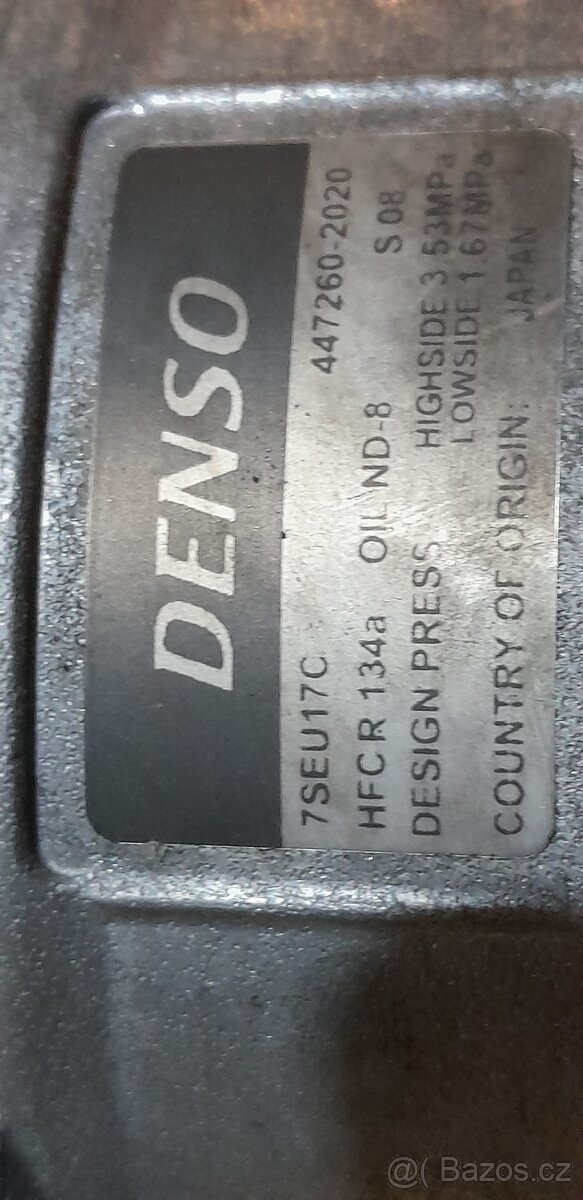 DENSO
7SEU17C 447260-2020
HFC R 134a OIL ND-8 S 08
DESIGN PRESS HIGHSIDE 3 53MPa
LOWSIDE 1.67MPa
COUNTRY OF ORIGIN: JAPAN
@( Bazos.cz